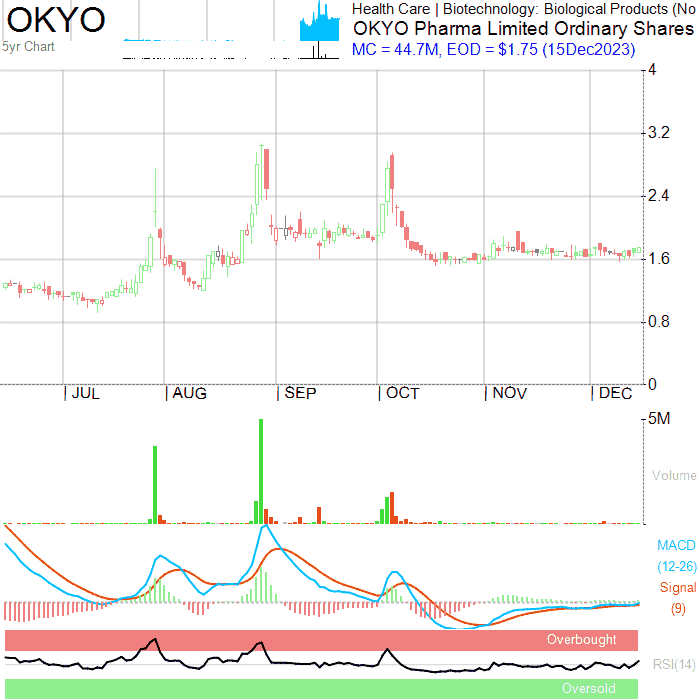 OKYO
5yr Chart
Health Care | Biotechnology: Biological Products (No
OKYO Pharma Limited Ordinary Shares
MC = 44.7M, EOD = $1.75 (15Dec2023)
4
3.2
2.4
1.6
0.8
0
JUL AUG SEP OCT NOV DEC
5M
Volume
MACD
(12-26)
Signal
(9)
Overbought
RSI(14)
Oversold